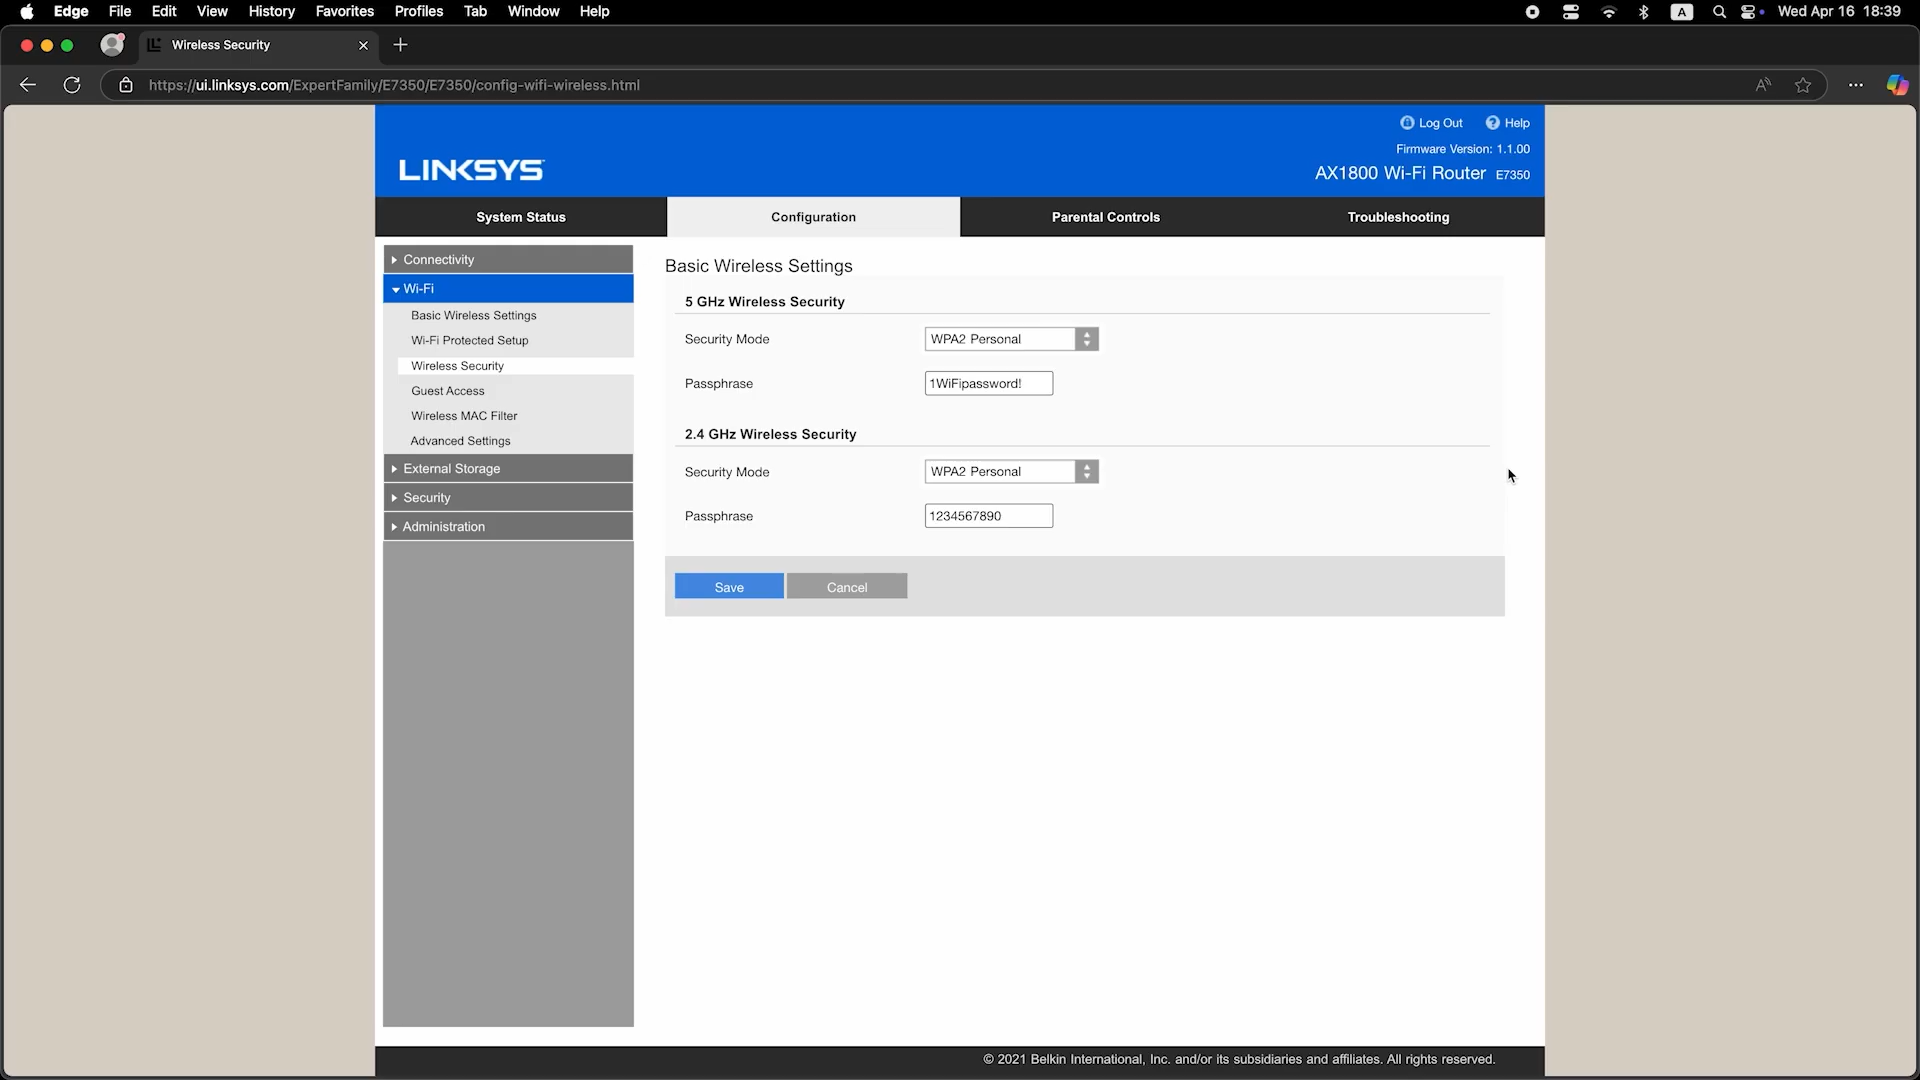 Edge File Edit View History Favorites Profiles Tab Window Help A Wed Apr 16 18:39
Wireless Security
https://ui.linksys.com/ExpertFamily/E7350/E7350/config-wifi-wireless.html
Log Out Help
Firmware Version: 1.1.00
LINKSYS
AX1800 Wi-Fi Router E7350
System Status Configuration Parental Controls Troubleshooting
Connectivity
Wi-Fi
Basic Wireless Settings
Wi-Fi Protected Setup
Wireless Security
Guest Access
Wireless MAC Filter
Advanced Settings
External Storage
Security
Administration
Basic Wireless Settings
5 GHz Wireless Security
Security Mode WPA2 Personal
Passphrase 1WiFipassword!
2.4 GHz Wireless Security
Security Mode WPA2 Personal
Passphrase 1234567890
Save Cancel
© 2021 Belkin International, Inc. and/or its subsidiaries and affiliates. All rights reserved.